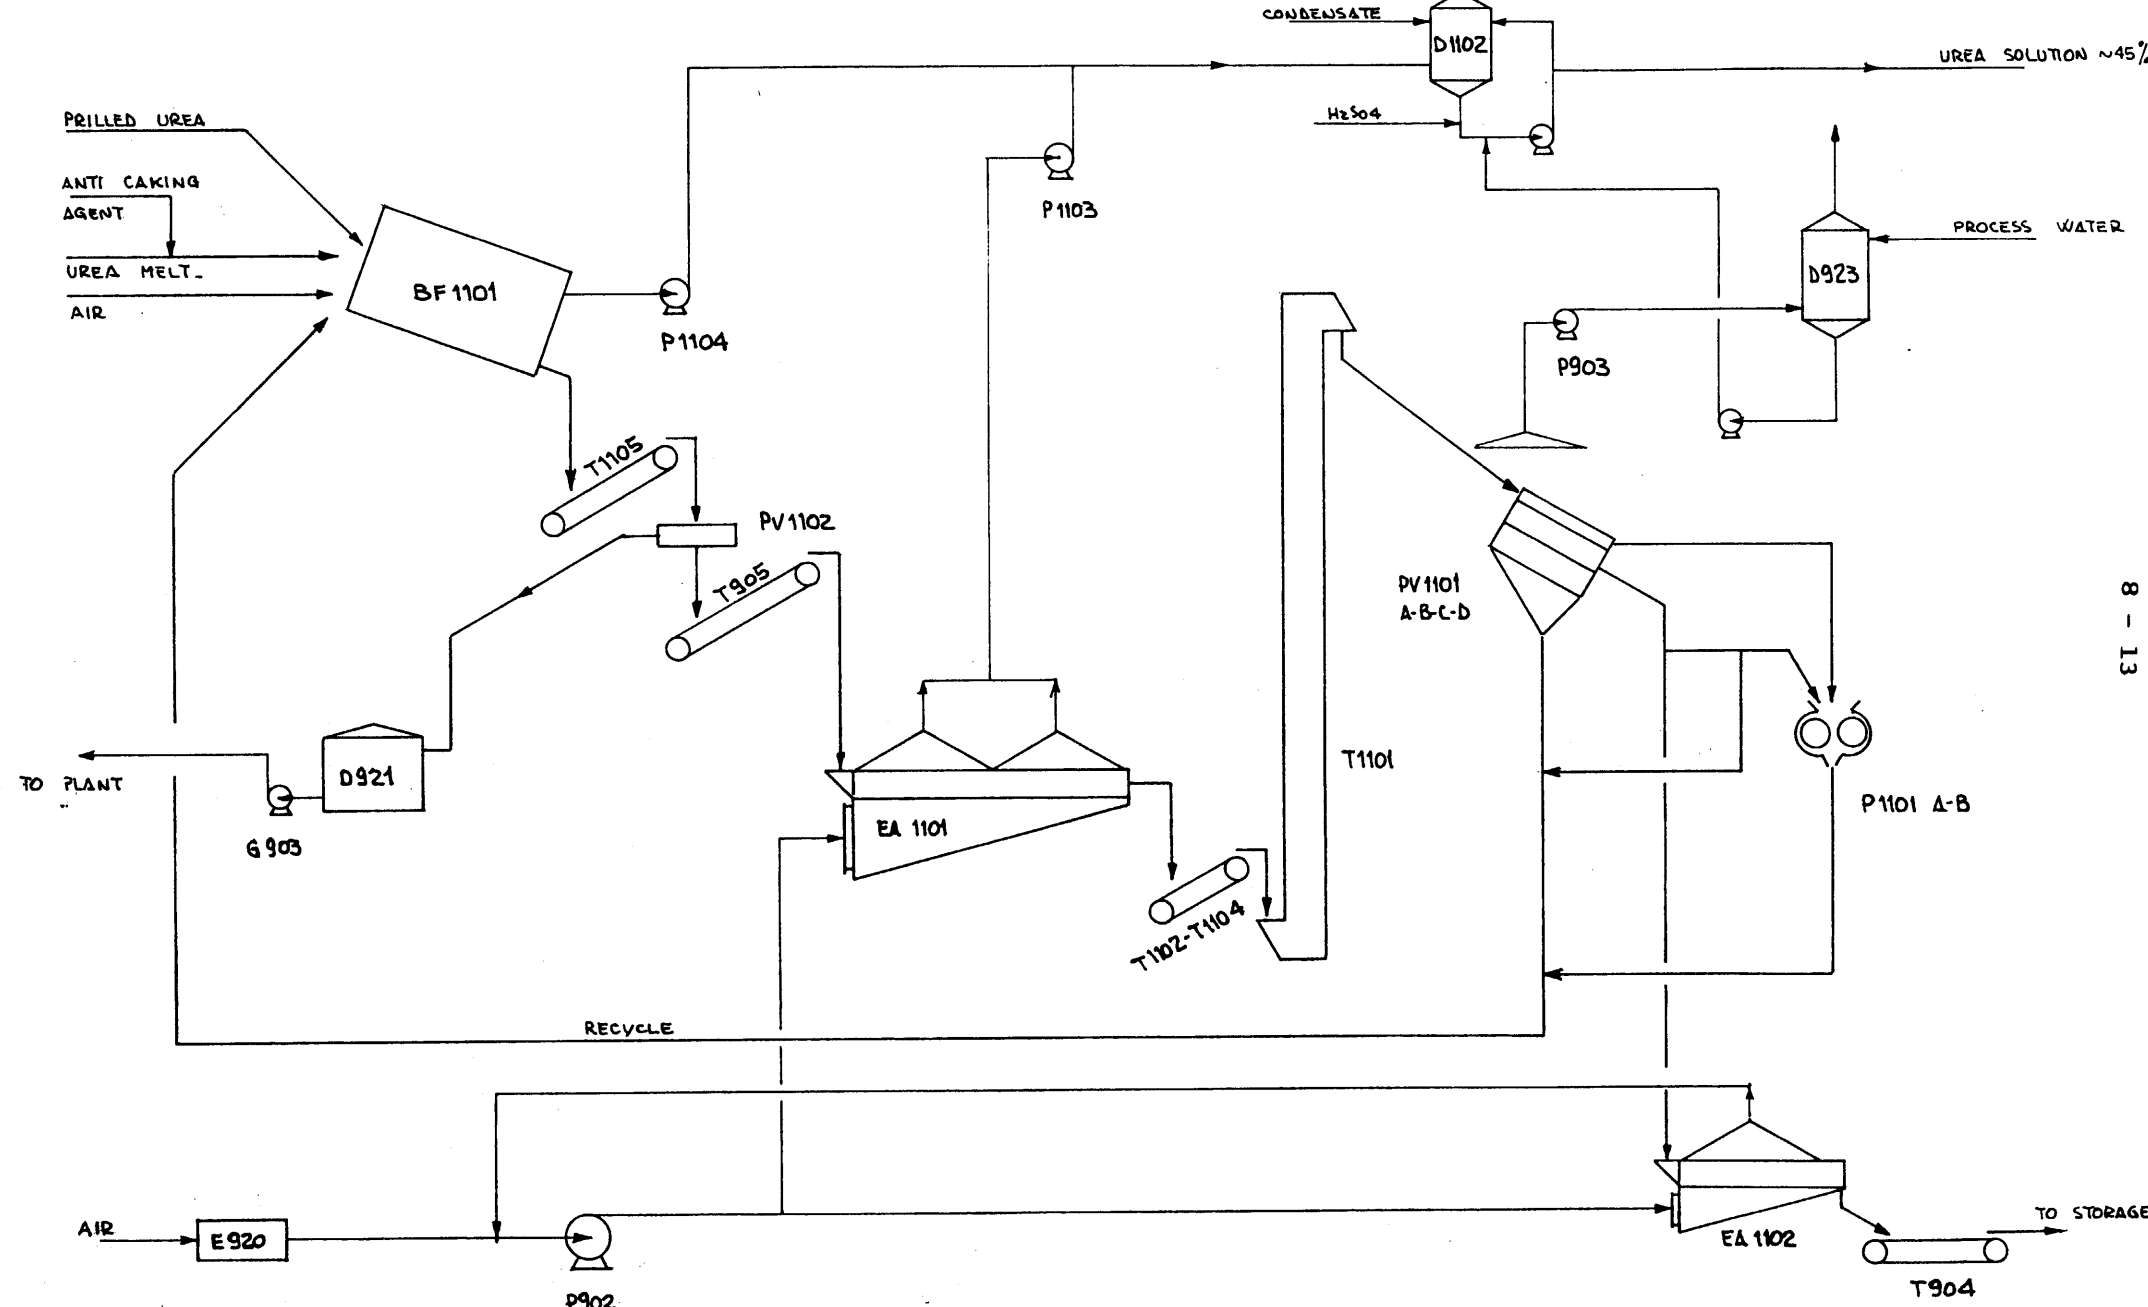 CONDENSATE
D1102
UREA SOLUTION ~45%
PRILLED UREA
H2SO4
ANTI CAKING
AGENT
P1103
PROCESS WATER
UREA MELT-
D923
BF1101
AIR
P1104
P903
T1105
PV1102
T905
PV1101
A-B-C-D
8 - 13
D921
TO PLANT
T1101
P1101 A-B
EA 1101
G903
T1102-T1104
RECYCLE
AIR
E920
TO STORAGE
EA 1102
T904
P902